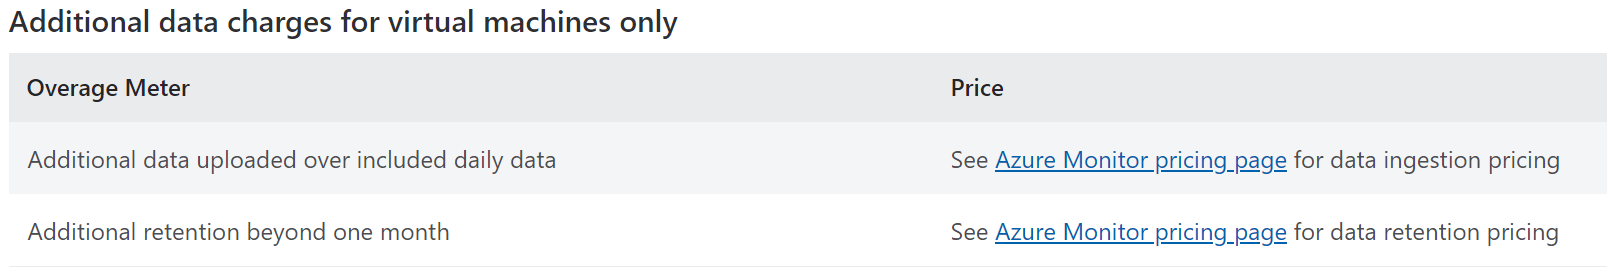 Additional data charges for virtual machines only
Overage Meter Price
Additional data uploaded over included daily data See Azure Monitor pricing page for data ingestion pricing
Additional retention beyond one month See Azure Monitor pricing page for data retention pricing